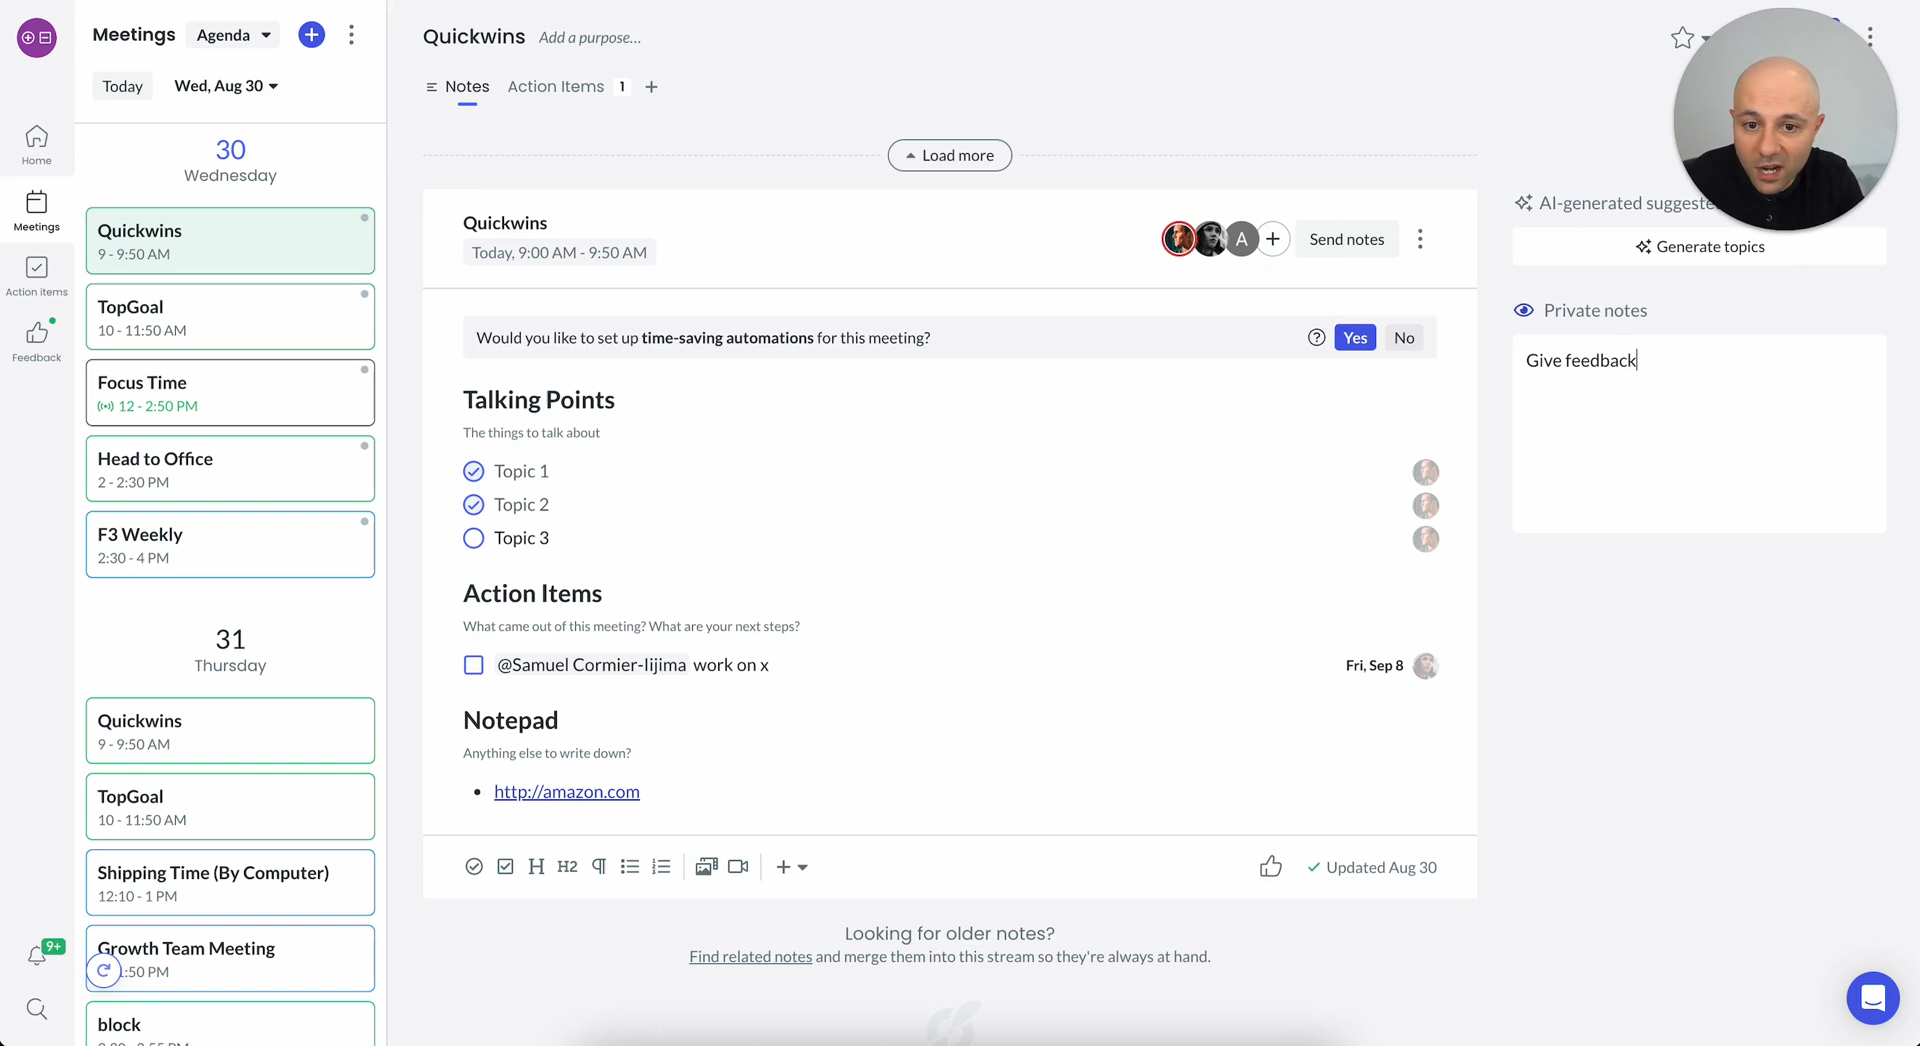 Meetings
Agenda
Today
Wed, Aug 30
Home
Meetings
Action items
Feedback
9+
30
Wednesday
Quickwins
9 - 9:50 AM
TopGoal
10 - 11:50 AM
Focus Time
12 - 2:50 PM
Head to Office
2 - 2:30 PM
F3 Weekly
2:30 - 4 PM
31
Thursday
Quickwins
9 - 9:50 AM
TopGoal
10 - 11:50 AM
Shipping Time (By Computer)
12:10 - 1 PM
Growth Team Meeting
:50 PM
block
Quickwins Add a purpose...
Notes Action Items 1
Load more
Quickwins
Today, 9:00 AM - 9:50 AM
A
Send notes
Would you like to set up time-saving automations for this meeting?
Yes No
Talking Points
The things to talk about
Topic 1
Topic 2
Topic 3
Action Items
What came out of this meeting? What are your next steps?
@Samuel Cormier-Iijima work on x
Fri, Sep 8
Notepad
Anything else to write down?
http://amazon.com
H H2
Updated Aug 30
Looking for older notes?
Find related notes and merge them into this stream so they're always at hand.
AI-generated
Generate topics
Private notes
Give feedback